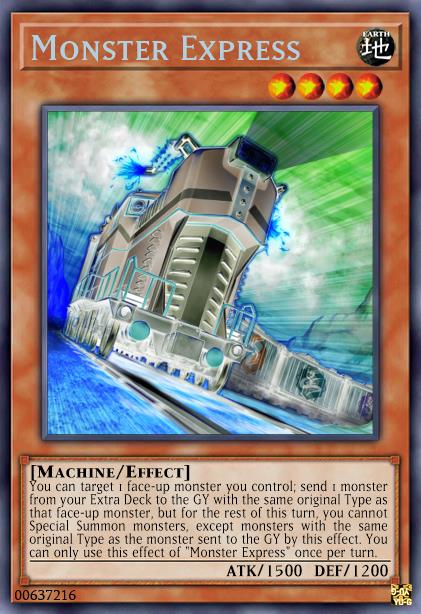 MONSTER EXPRESS
EARTH
地
[MACHINE/EFFECT]
You can target 1 face-up monster you control; send 1 monster
from your Extra Deck to the GY with the same original Type as
that face-up monster, but for the rest of this turn, you cannot
Special Summon monsters, except monsters with the same
original Type as the monster sent to the GY by this effect. You
can only use this effect of "Monster Express" once per turn.
ATK/1500 DEF/1200
00637216